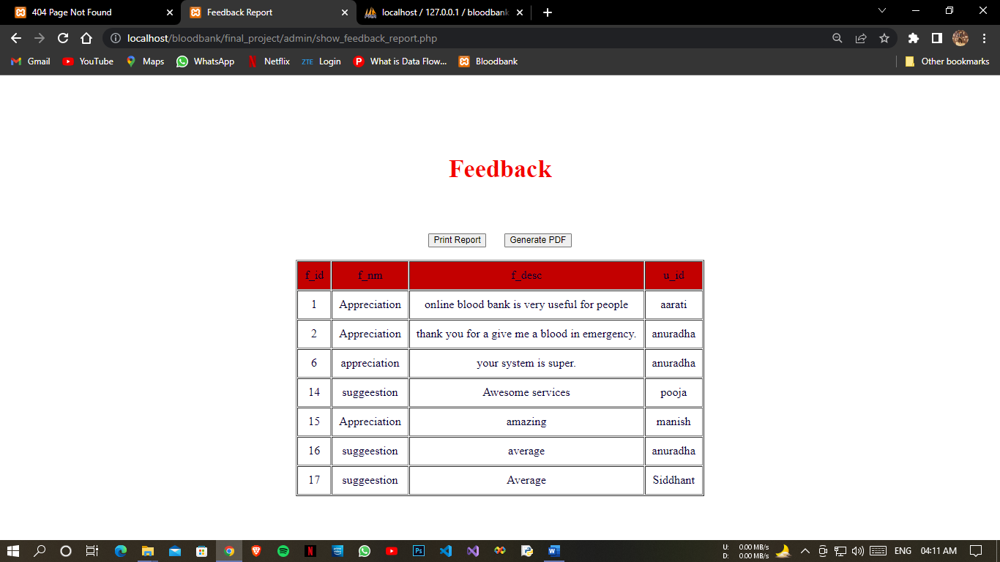 404 Page Not Found
Feedback Report
localhost / 127.0.0.1 / bloodbank
localhost/bloodbank/final_project/admin/show_feedback_report.php
Gmail YouTube Maps WhatsApp Netflix ZTE Login What is Data Flow... Bloodbank Other bookmarks
Feedback
Print Report Generate PDF
f_id f_nm f_desc u_id
1 Appreciation online blood bank is very useful for people aarati
2 Appreciation thank you for a give me a blood in emergency. anuradha
6 appreciation your system is super. anuradha
14 suggeestion Awesome services pooja
15 Appreciation amazing manish
16 suggeestion average anuradha
17 suggeestion Average Siddhant
U: 0.00 MB/s
D: 0.00 MB/s
ENG 04:11 AM